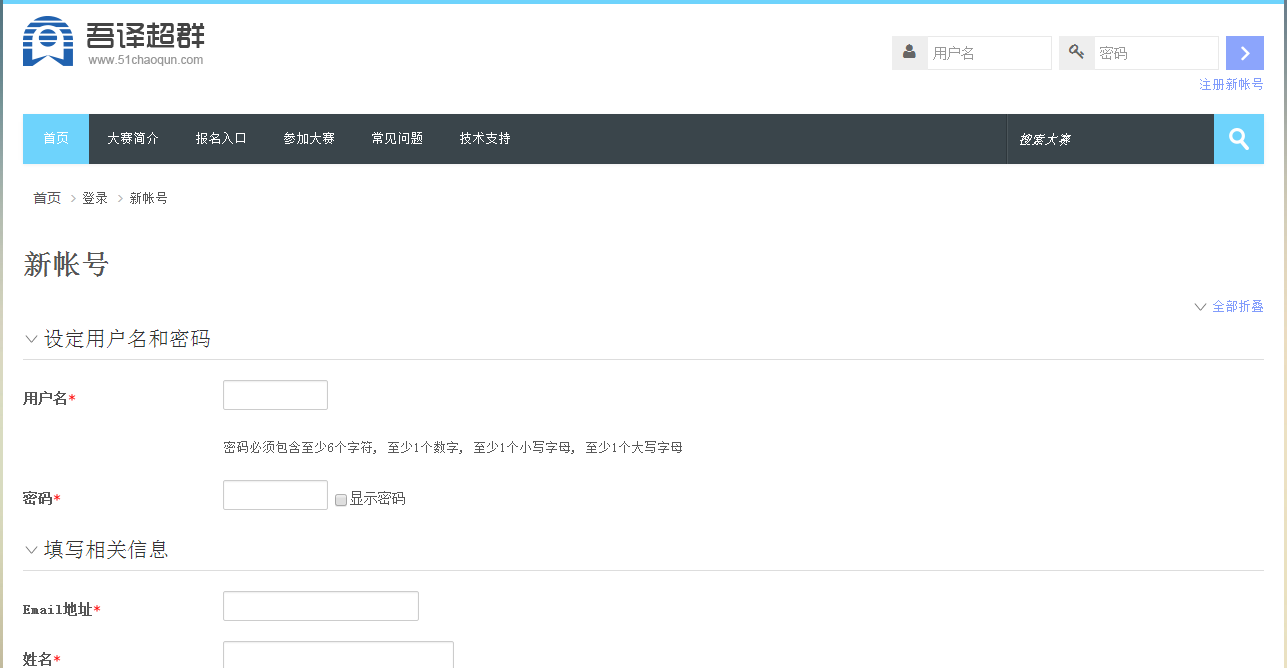 吾译超群
www.51chaoqun.com
用户名 密码
注册新帐号
首页 大赛简介 报名入口 参加大赛 常见问题 技术支持 搜索大赛
首页 > 登录 > 新帐号
新帐号
全部折叠
设定用户名和密码
用户名*
密码必须包含至少6个字符, 至少1个数字, 至少1个小写字母, 至少1个大写字母
密码* 显示密码
填写相关信息
Email地址*
姓名*